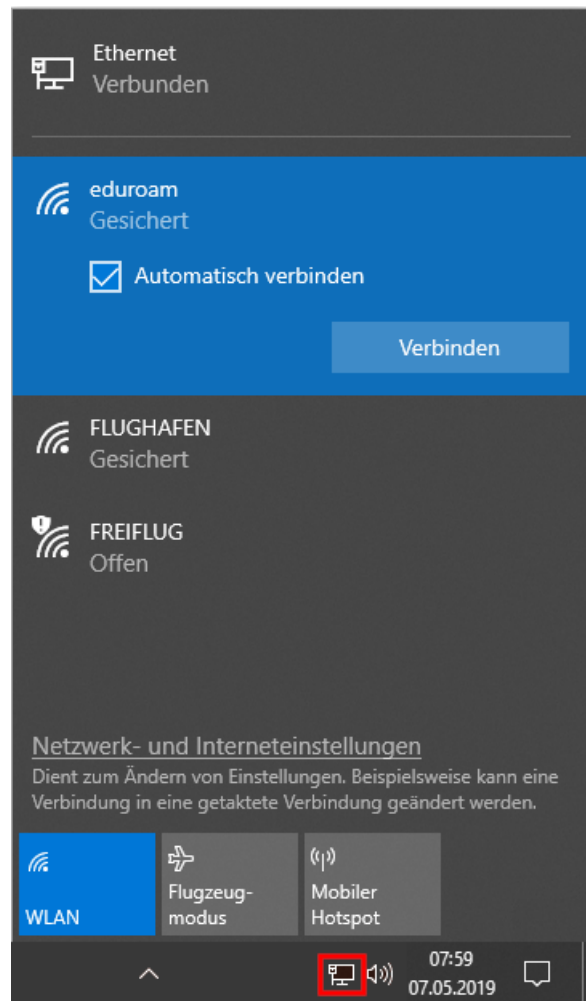 Ethernet
Verbunden
eduroam
Gesichert
Automatisch verbinden
Verbinden
FLUGHAFEN
Gesichert
FREIFLUG
Offen
Netzwerk- und Interneteinstellungen
Dient zum Ändern von Einstellungen. Beispielsweise kann eine
Verbindung in eine getaktete Verbindung geändert werden.
WLAN
Flugzeug-
modus
Mobiler
Hotspot
07:59
07.05.2019